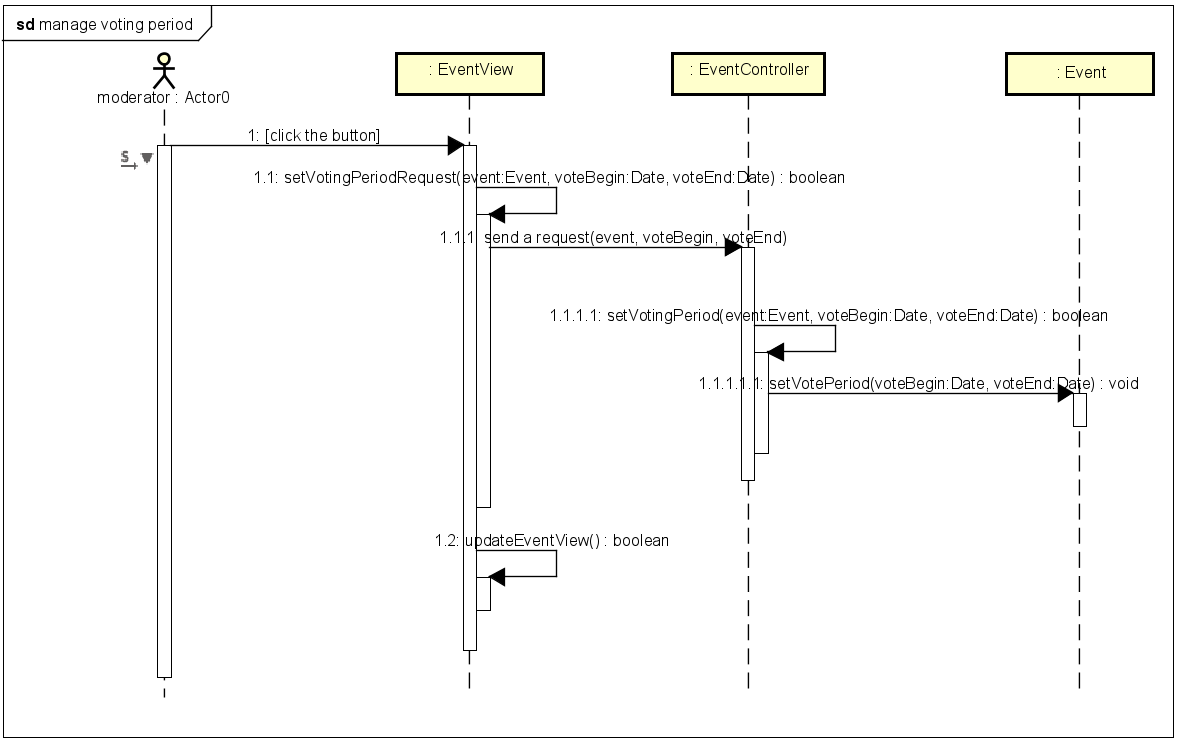 sd manage voting period
moderator : Actor0
: EventView
: EventController
: Event
1: [click the button]
S
1.1: setVotingPeriodRequest(event:Event, voteBegin:Date, voteEnd:Date) : boolean
1.1.1: send a request(event, voteBegin, voteEnd)
1.1.1.1: setVotingPeriod(event:Event, voteBegin:Date, voteEnd:Date) : boolean
1.1.1.1.1: setVotePeriod(voteBegin:Date, voteEnd:Date) : void
1.2: updateEventView() : boolean